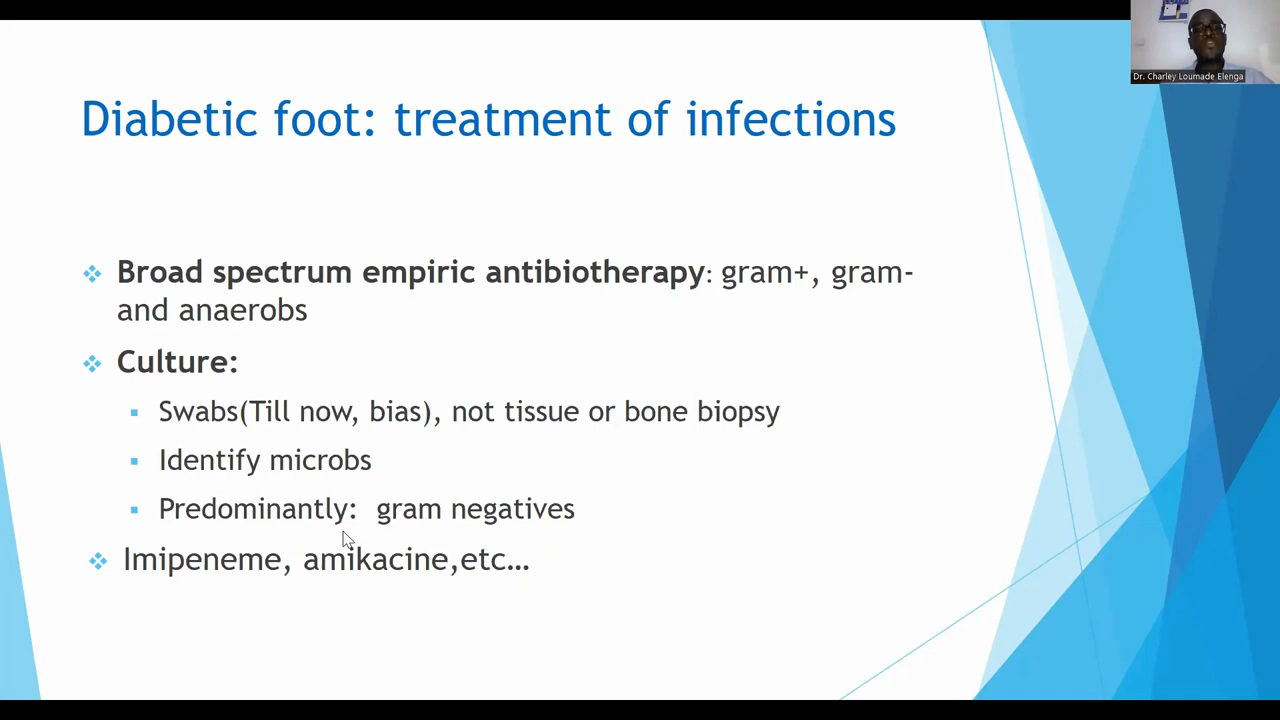 Dr. Charley Loumade Elenga
Diabetic foot: treatment of infections
Broad spectrum empiric antibiotherapy: gram+, gram-
and anaerobs
Culture:
Swabs(Till now, bias), not tissue or bone biopsy
Identify microbs
Predominantly: gram negatives
Imipeneme, amikacine,etc…